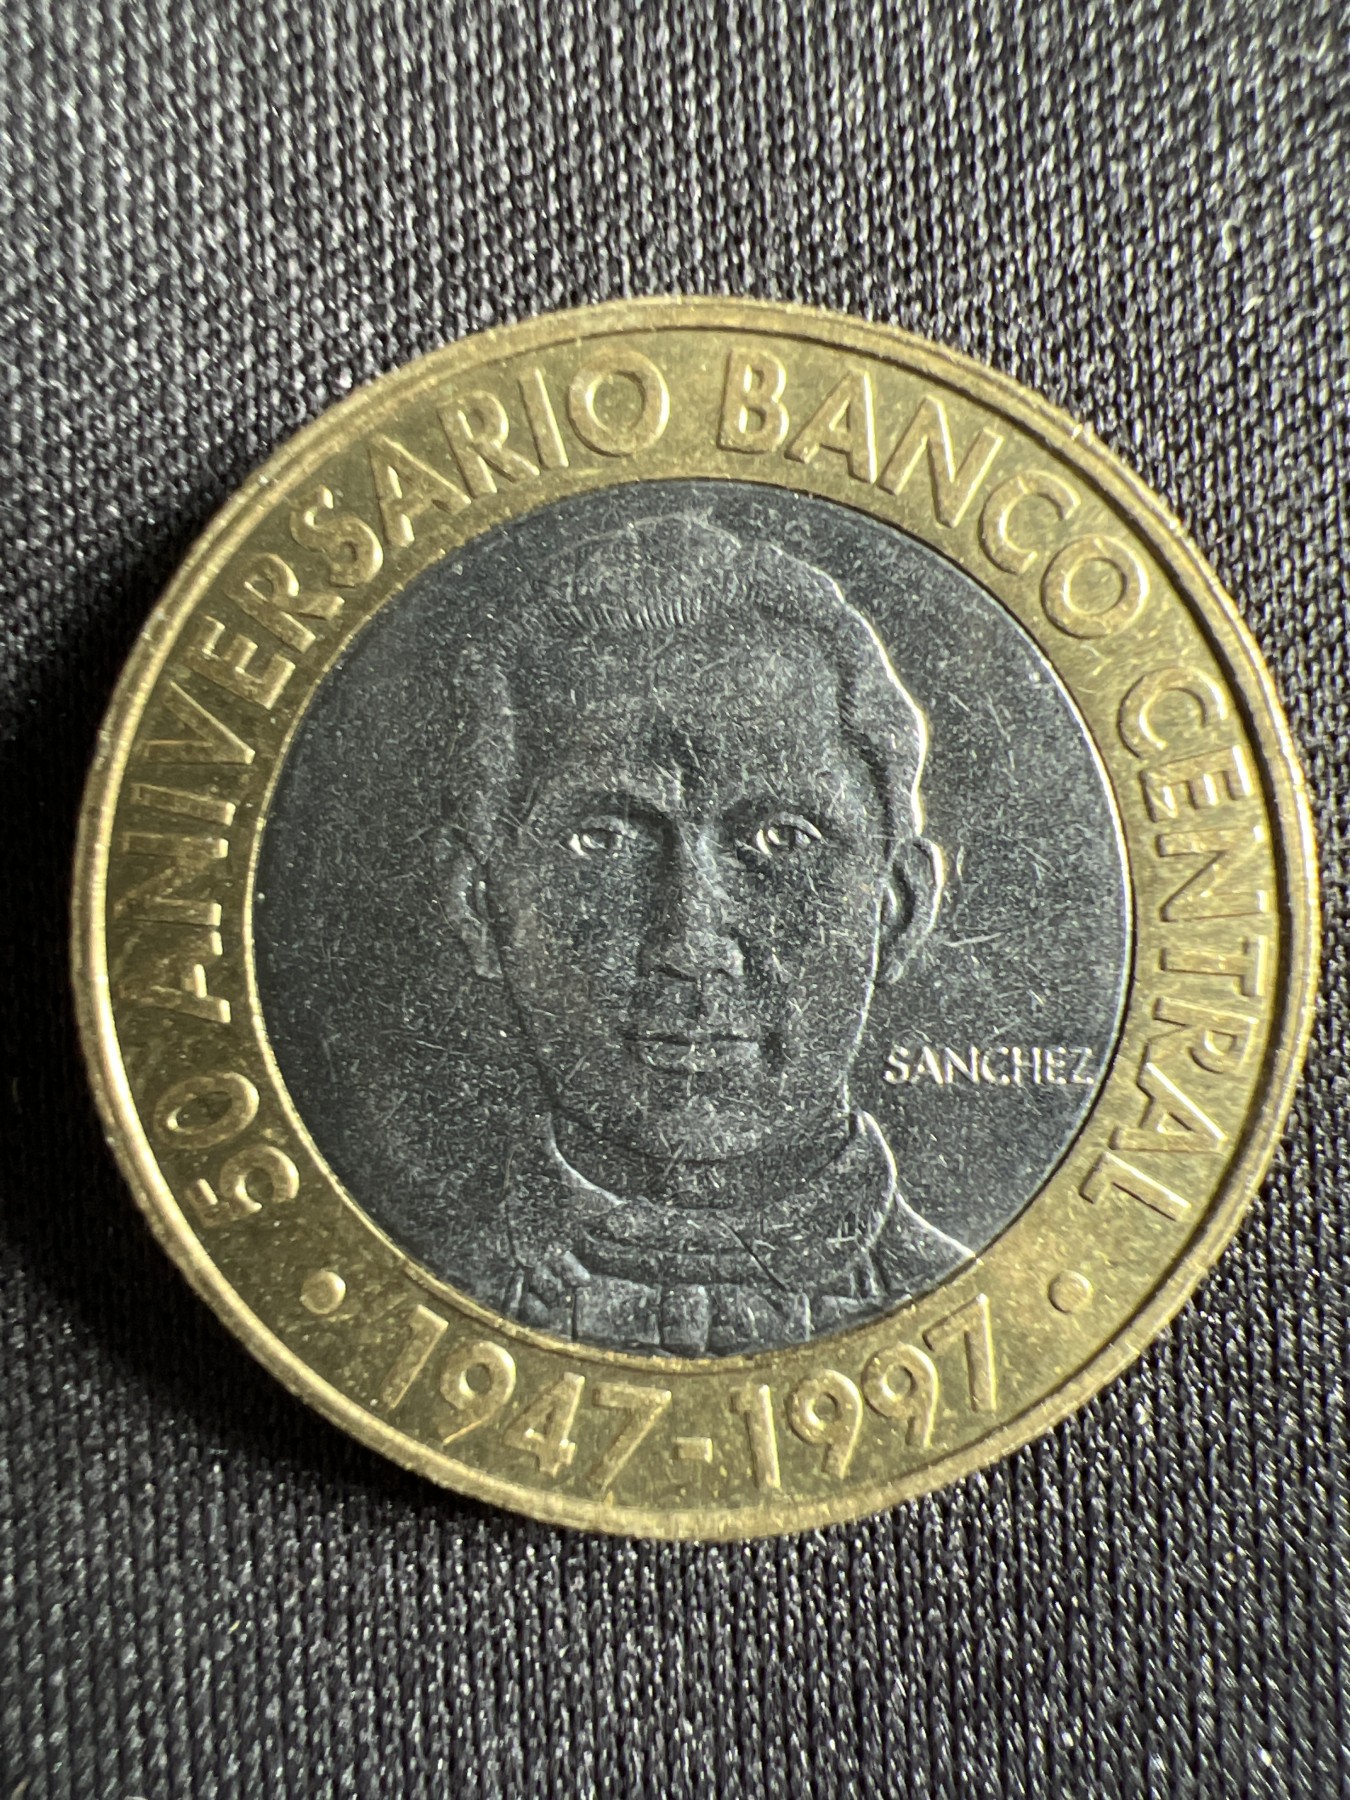 50 ANIVERSARIO BANCO CENTRAL
SANCHEZ
• 1947-1997 •